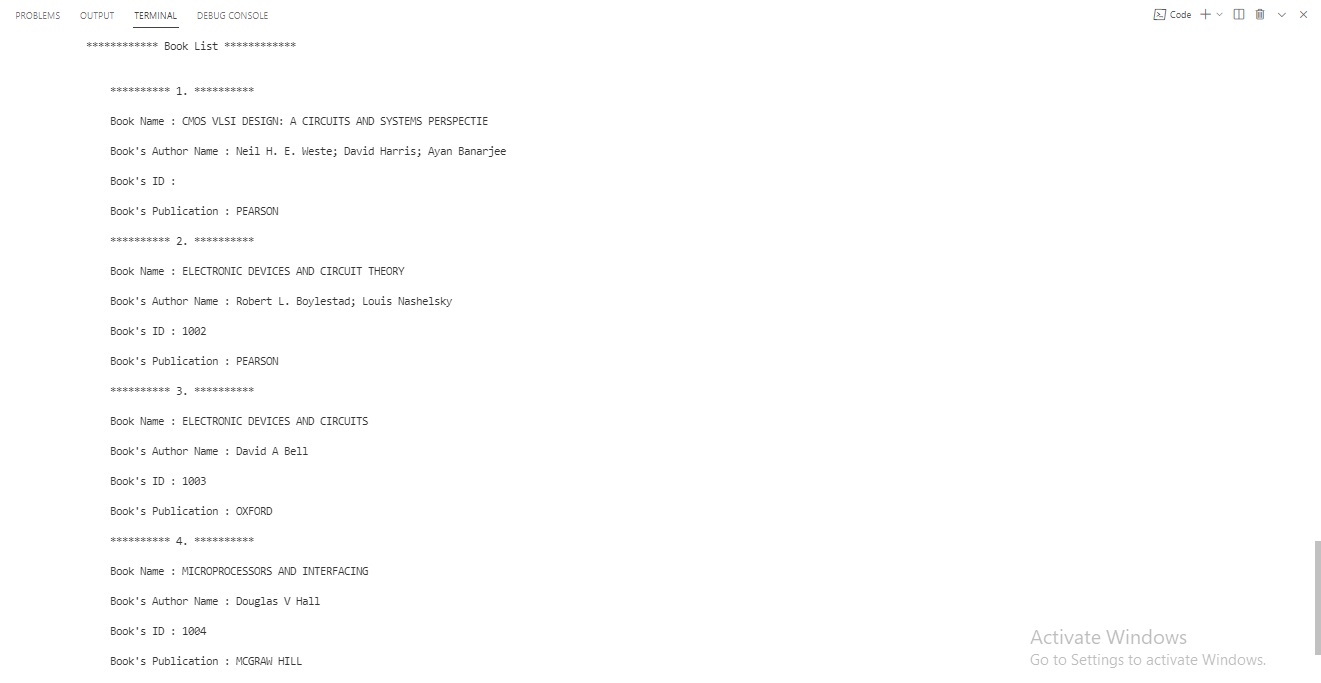 PROBLEMS OUTPUT TERMINAL DEBUG CONSOLE Code
************ Book List ************
********** 1. **********
Book Name : CMOS VLSI DESIGN: A CIRCUITS AND SYSTEMS PERSPECTIE
Book's Author Name : Neil H. E. Weste; David Harris; Ayan Banarjee
Book's ID :
Book's Publication : PEARSON
********** 2. **********
Book Name : ELECTRONIC DEVICES AND CIRCUIT THEORY
Book's Author Name : Robert L. Boylestad; Louis Nashelsky
Book's ID : 1002
Book's Publication : PEARSON
********** 3. **********
Book Name : ELECTRONIC DEVICES AND CIRCUITS
Book's Author Name : David A Bell
Book's ID : 1003
Book's Publication : OXFORD
********** 4. **********
Book Name : MICROPROCESSORS AND INTERFACING
Book's Author Name : Douglas V Hall
Book's ID : 1004
Book's Publication : MCGRAW HILL
Activate Windows
Go to Settings to activate Windows.